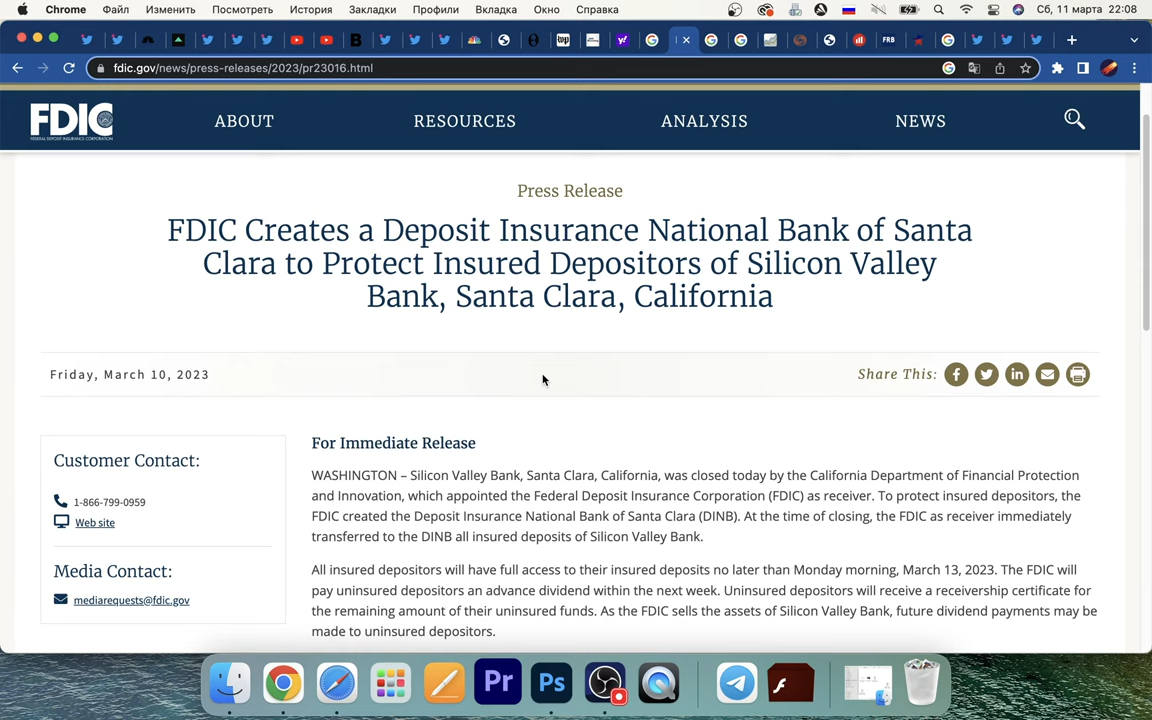 Chrome Файл Изменить Посмотреть История Закладки Профили Вкладка Окно Справка Сб, 11 марта 22:08
fdic.gov/news/press-releases/2023/pr23016.html
FDIC ABOUT RESOURCES ANALYSIS NEWS
FEDERAL DEPOSIT INSURANCE CORPORATION
Press Release
FDIC Creates a Deposit Insurance National Bank of Santa
Clara to Protect Insured Depositors of Silicon Valley
Bank, Santa Clara, California
Friday, March 10, 2023 Share This:
Customer Contact:
1-866-799-0959
Web site
Media Contact:
mediarequests@fdic.gov
For Immediate Release
WASHINGTON – Silicon Valley Bank, Santa Clara, California, was closed today by the California Department of Financial Protection
and Innovation, which appointed the Federal Deposit Insurance Corporation (FDIC) as receiver. To protect insured depositors, the
FDIC created the Deposit Insurance National Bank of Santa Clara (DINB). At the time of closing, the FDIC as receiver immediately
transferred to the DINB all insured deposits of Silicon Valley Bank.
All insured depositors will have full access to their insured deposits no later than Monday morning, March 13, 2023. The FDIC will
pay uninsured depositors an advance dividend within the next week. Uninsured depositors will receive a receivership certificate for
the remaining amount of their uninsured funds. As the FDIC sells the assets of Silicon Valley Bank, future dividend payments may be
made to uninsured depositors.
Pr Ps